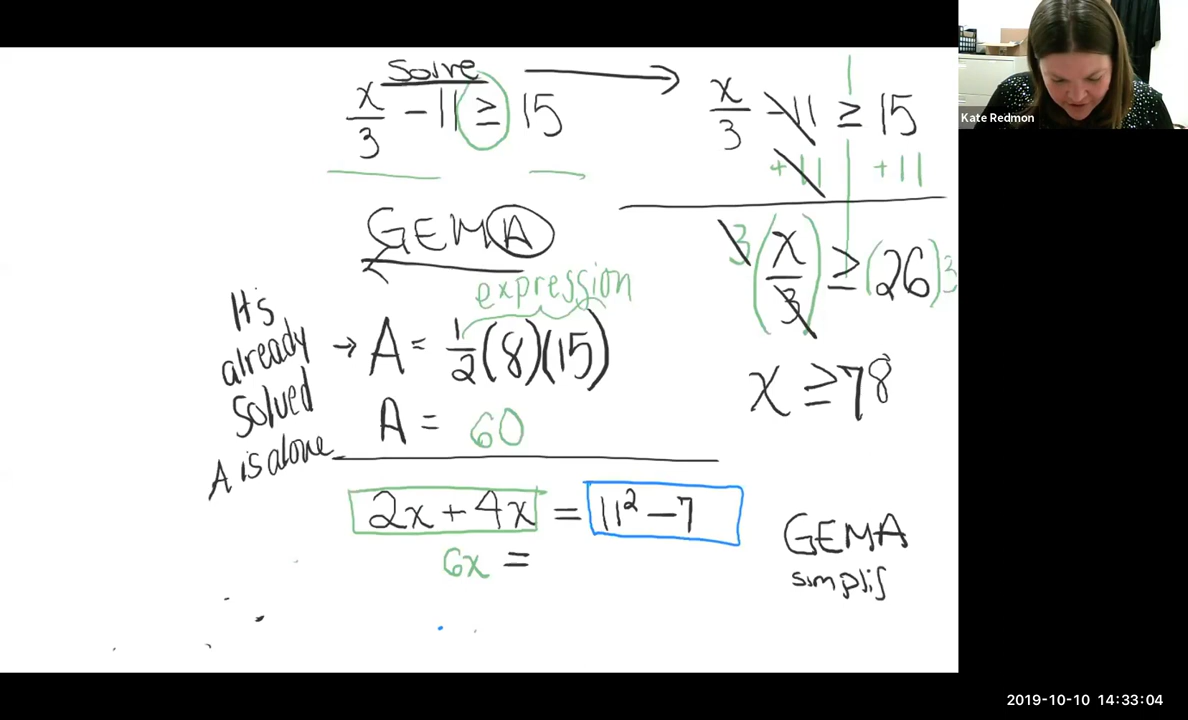 Solve
x/3 - 11 ≥ 15
x/3 - 11 ≥ 15
+11 +11
3(x/3) ≥ (26)3
x ≥ 78
GEMA
expression
It's
already
solved
A is alone
→ A = 1/2(8)(15)
A = 60
2x + 4x = 11² - 7
6x =
GEMA
simplif
Kate Redmon
2019-10-10 14:33:04